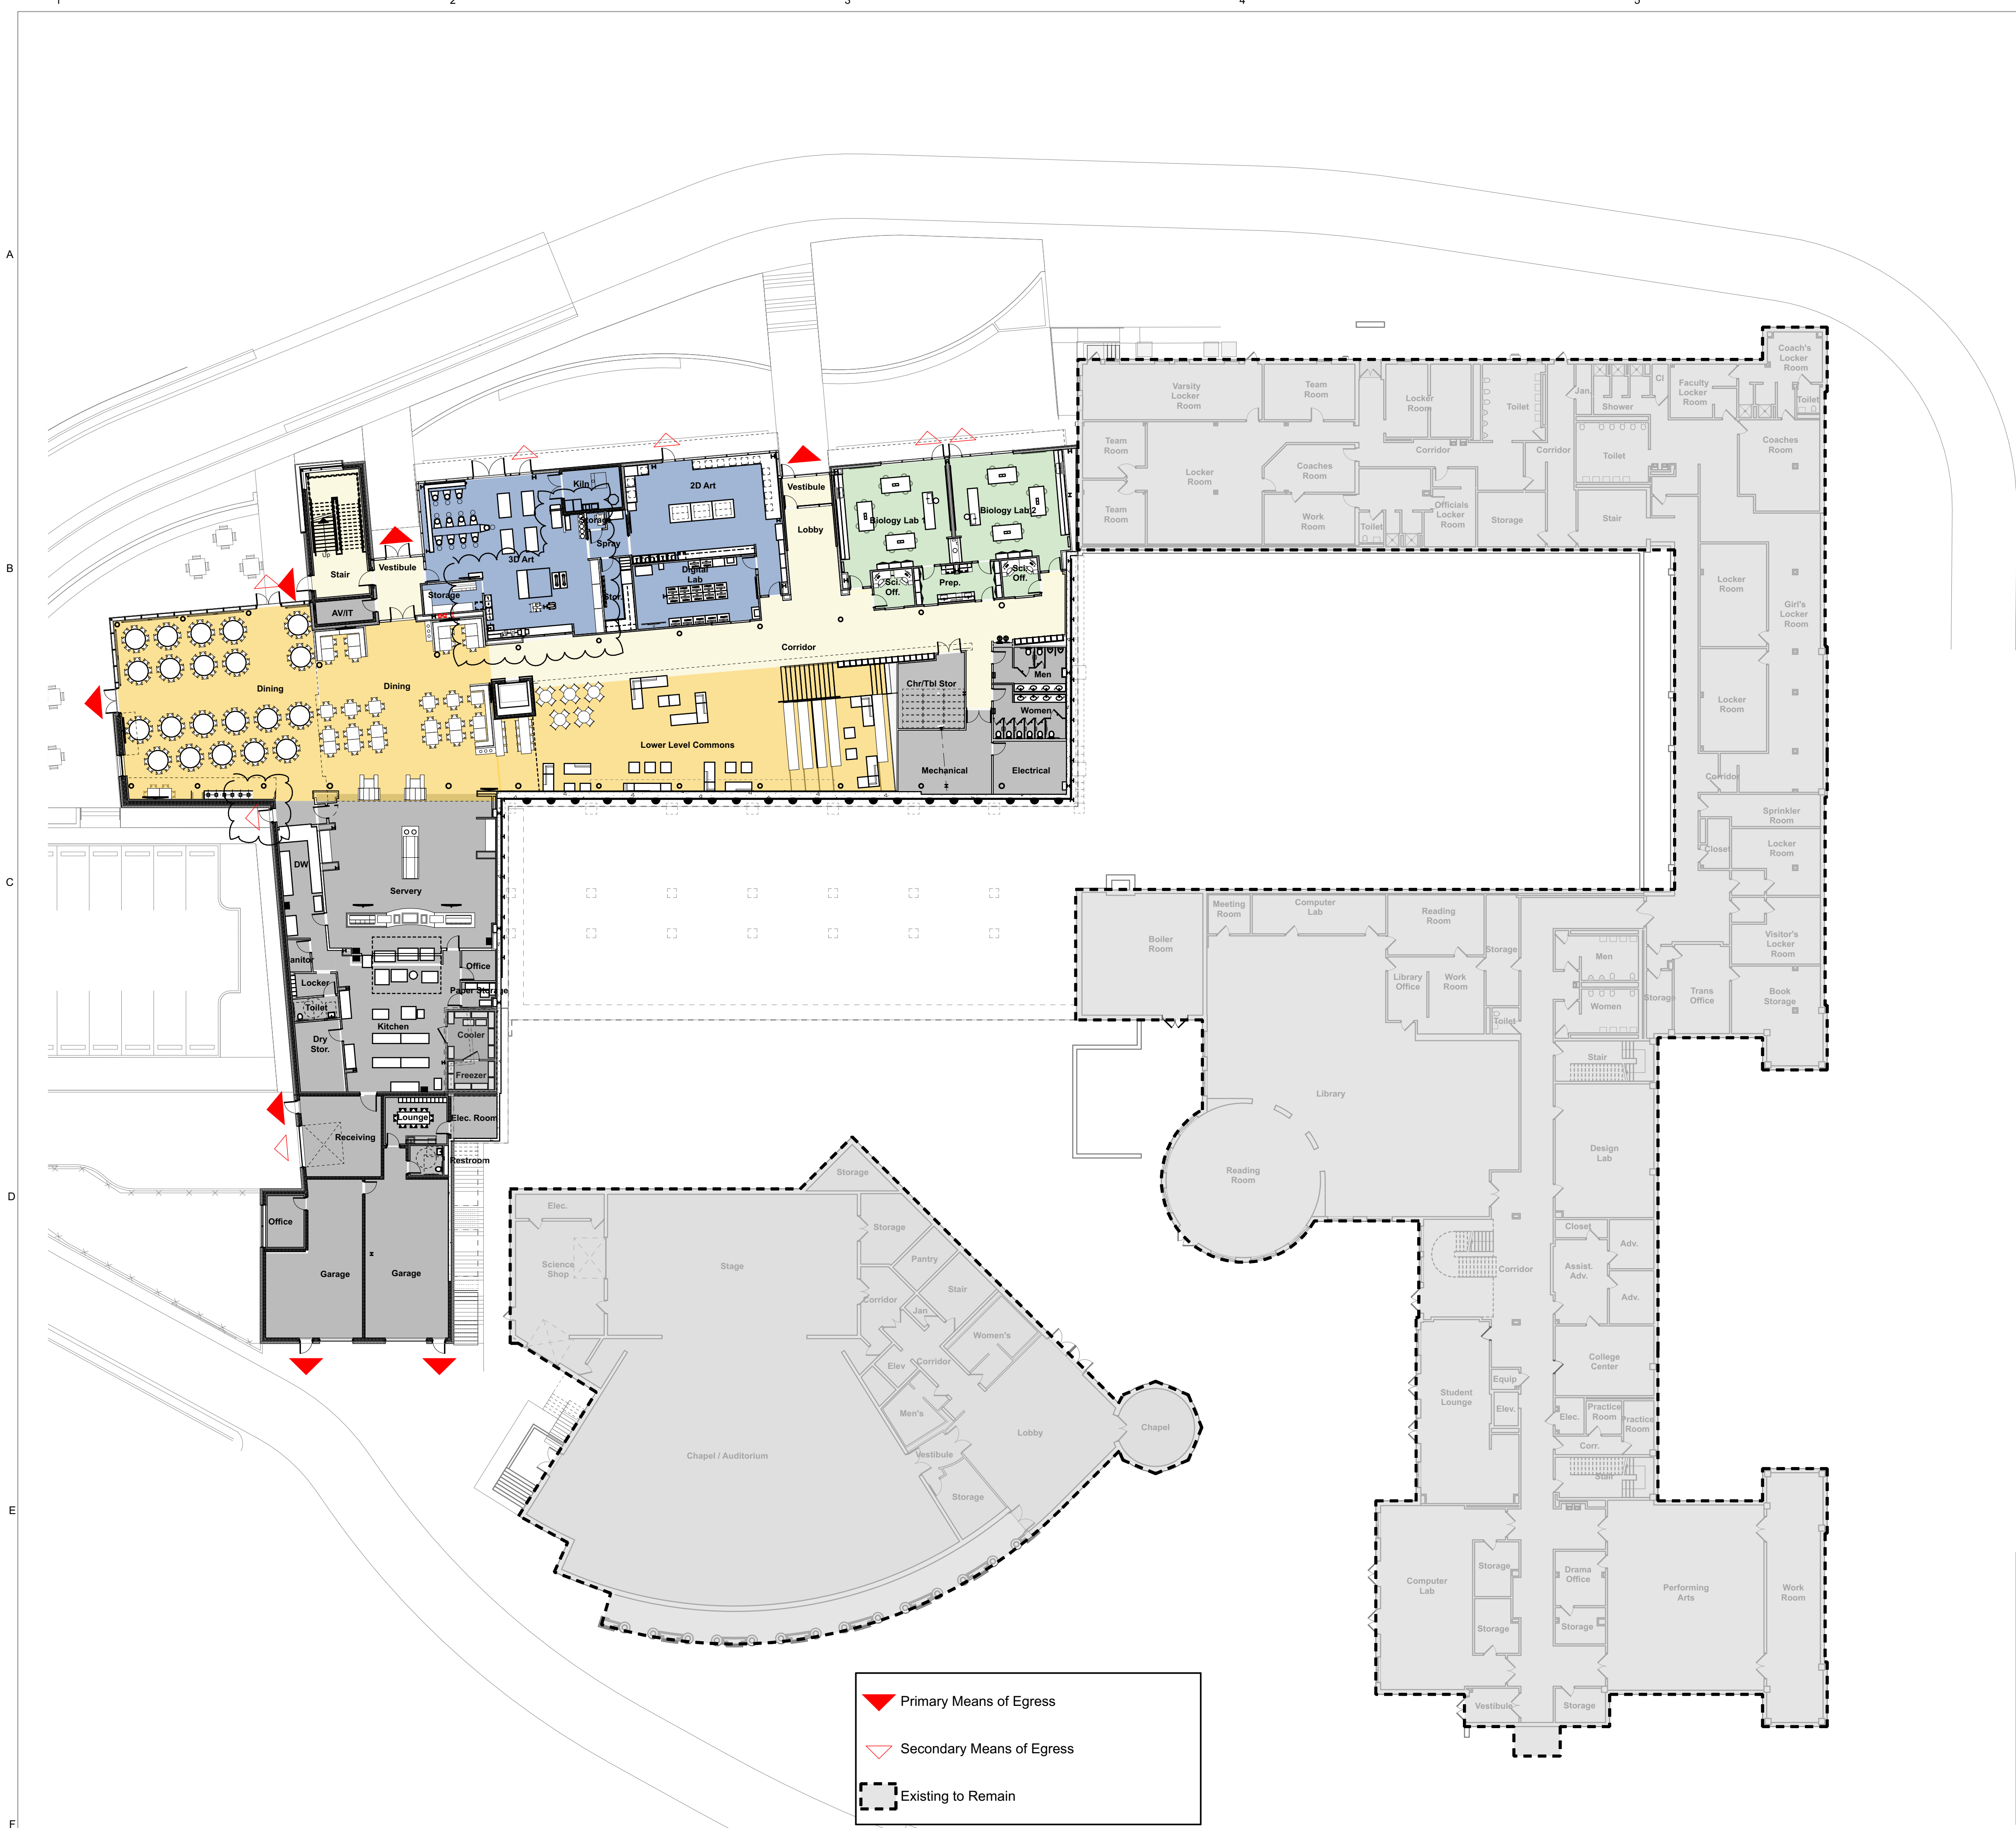 1 2 3 4 5
A
B
C
D
E
F
Stair
Up
Vestibule
AV/IT
Storage
3D Art
Kiln
Storage
Spray
Stor.
2D Art
Digital
Lab
Vestibule
Lobby
Biology Lab 1
Biology Lab 2
Sci.
Off.
Prep.
Sci.
Off.
Corridor
Dining
Dining
Lower Level Commons
Chr/Tbl Stor
Men
Women
Mechanical
Electrical
DW
Servery
Janitor
Locker
Toilet
Dry
Stor.
Kitchen
Office
Paper Storage
Cooler
Freezer
Elec. Room
Lounge
Receiving
Restroom
Office
Garage
Garage
Varsity
Locker
Room
Team
Room
Locker
Room
Toilet
Jan.
Shower
Cl
Faculty
Locker
Room
Coach's
Locker
Room
Toilet
Team
Room
Locker
Room
Coaches
Room
Corridor
Corridor
Toilet
Coaches
Room
Team
Room
Work
Room
Toilet
Officials
Locker
Room
Storage
Stair
Locker
Room
Girl's
Locker
Room
Locker
Room
Corridor
Sprinkler
Room
Closet
Locker
Room
Visitor's
Locker
Room
Boiler
Room
Meeting
Room
Computer
Lab
Reading
Room
Storage
Library
Office
Work
Room
Toilet
Men
Women
Storage
Trans
Office
Book
Storage
Stair
Library
Reading
Room
Design
Lab
Closet
Adv.
Assist.
Adv.
Adv.
Corridor
College
Center
Student
Lounge
Equip
Elev.
Elec.
Practice
Room
Practice
Room
Corr.
Stair
Computer
Lab
Storage
Storage
Drama
Office
Storage
Performing
Arts
Work
Room
Vestibule
Storage
Storage
Elec.
Science
Shop
Stage
Storage
Pantry
Stair
Corridor
Jan
Women's
Elev
Corridor
Men's
Lobby
Chapel
Vestibule
Storage
Chapel / Auditorium
Primary Means of Egress
Secondary Means of Egress
Existing to Remain